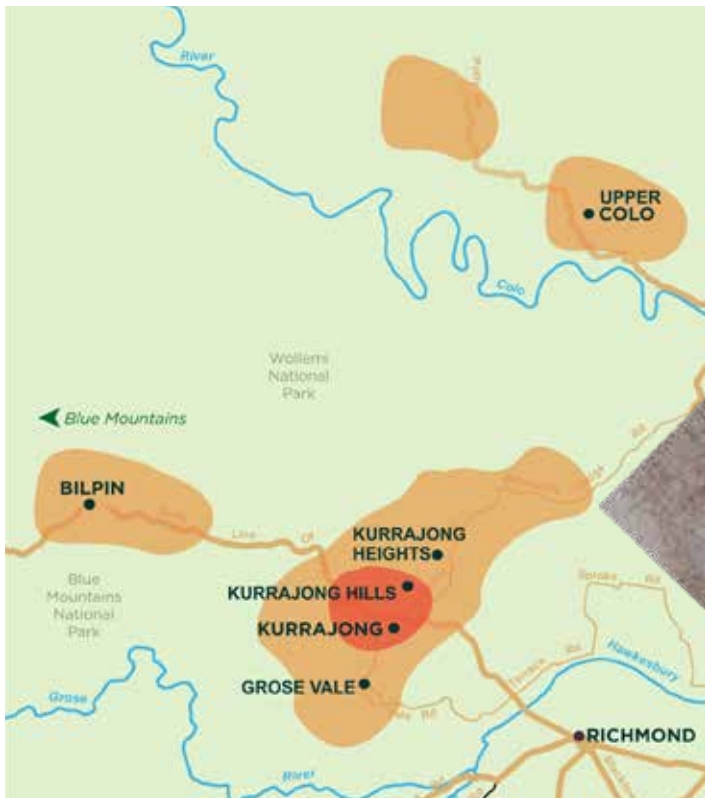 River
UPPER
COLO
Colo
Wollemi
National
Park
Blue Mountains
BILPIN
Line
Of
Rd
KURRAJONG
HEIGHTS
KURRAJONG HILLS
KURRAJONG
Blue
Mountains
National
Park
GROSE VALE
Grose
River
Terrace
Rd
Rd
Hawkesbury
Rd
RICHMOND